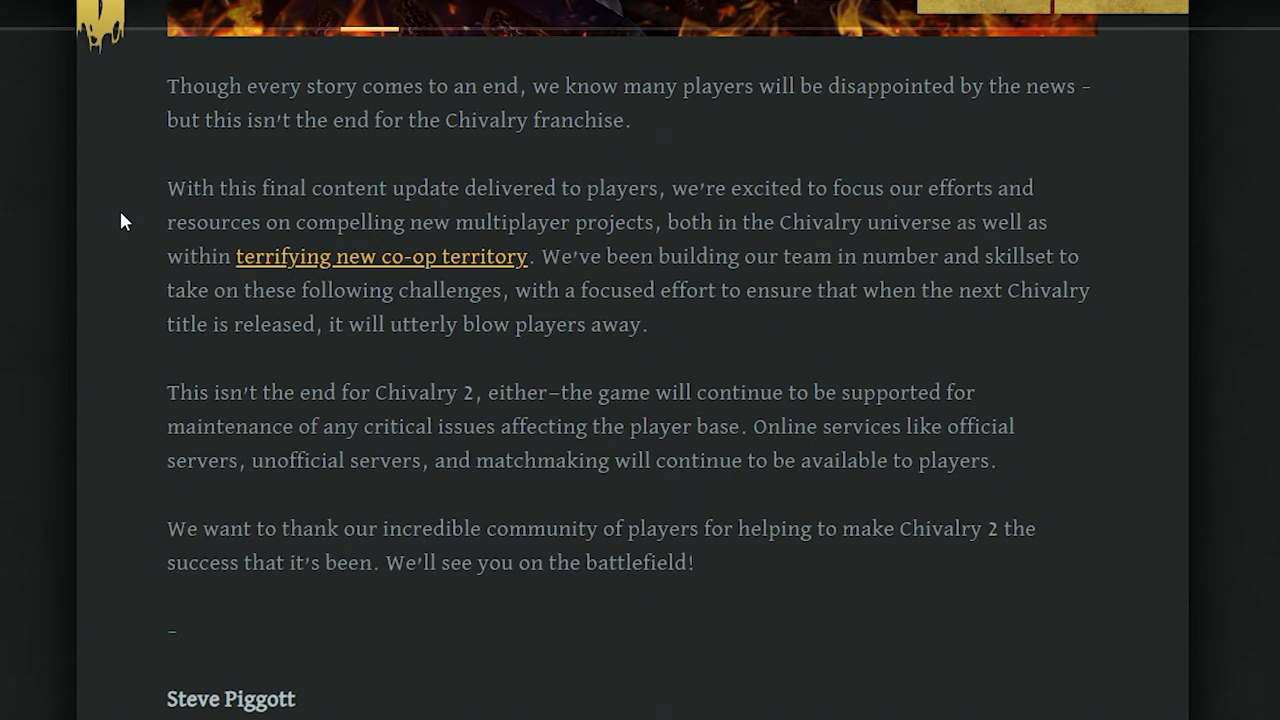 Though every story comes to an end, we know many players will be disappointed by the news –
but this isn't the end for the Chivalry franchise.
With this final content update delivered to players, we're excited to focus our efforts and
resources on compelling new multiplayer projects, both in the Chivalry universe as well as
within terrifying new co-op territory. We've been building our team in number and skillset to
take on these following challenges, with a focused effort to ensure that when the next Chivalry
title is released, it will utterly blow players away.
This isn't the end for Chivalry 2, either–the game will continue to be supported for
maintenance of any critical issues affecting the player base. Online services like official
servers, unofficial servers, and matchmaking will continue to be available to players.
We want to thank our incredible community of players for helping to make Chivalry 2 the
success that it's been. We'll see you on the battlefield!
–
Steve Piggott